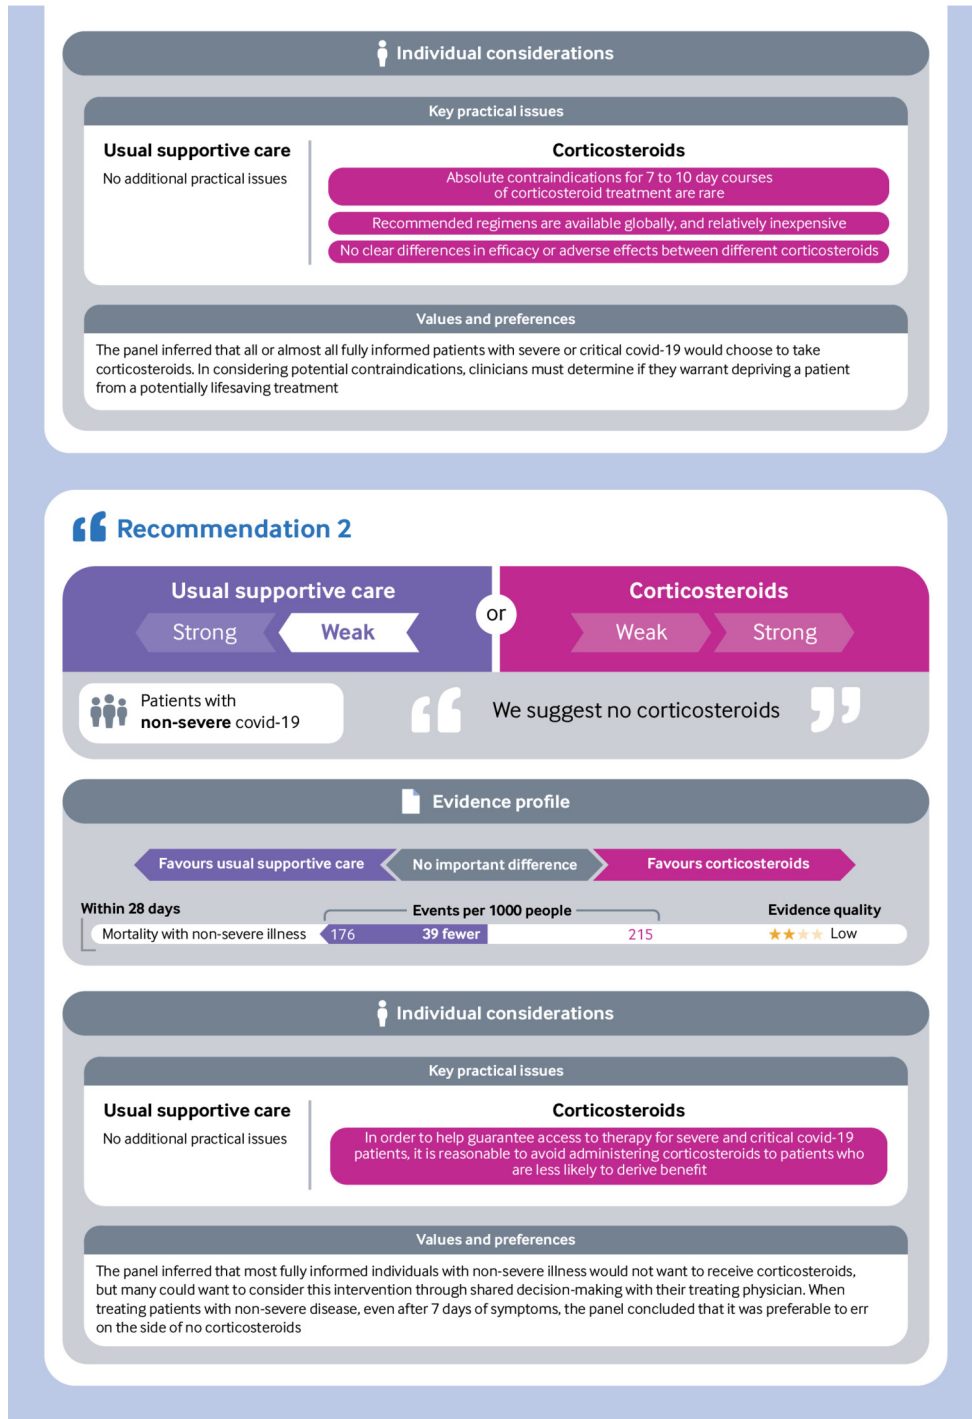 Individual considerations
Key practical issues
Usual supportive care
No additional practical issues
Corticosteroids
Absolute contraindications for 7 to 10 day courses
of corticosteroid treatment are rare
Recommended regimens are available globally, and relatively inexpensive
No clear differences in efficacy or adverse effects between different corticosteroids
Values and preferences
The panel inferred that all or almost all fully informed patients with severe or critical covid-19 would choose to take
corticosteroids. In considering potential contraindications, clinicians must determine if they warrant depriving a patient
from a potentially lifesaving treatment
Recommendation 2
Usual supportive care
Strong
Weak
or
Corticosteroids
Weak
Strong
Patients with
non-severe covid-19
We suggest no corticosteroids
Evidence profile
Favours usual supportive care
No important difference
Favours corticosteroids
Within 28 days
Events per 1000 people
Evidence quality
Mortality with non-severe illness 176 39 fewer 215 Low
Individual considerations
Key practical issues
Usual supportive care
No additional practical issues
Corticosteroids
In order to help guarantee access to therapy for severe and critical covid-19
patients, it is reasonable to avoid administering corticosteroids to patients who
are less likely to derive benefit
Values and preferences
The panel inferred that most fully informed individuals with non-severe illness would not want to receive corticosteroids,
but many could want to consider this intervention through shared decision-making with their treating physician. When
treating patients with non-severe disease, even after 7 days of symptoms, the panel concluded that it was preferable to err
on the side of no corticosteroids